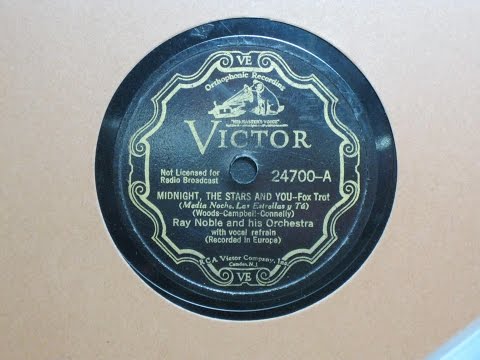 VE
Orthophonic Recording
"HIS MASTER'S VOICE"
VICTOR
Not Licensed for
Radio Broadcast
24700-A
MIDNIGHT, THE STARS AND YOU-Fox Trot
(Media Noche, Las Estrellas y Tú)
(Woods-Campbell-Connelly)
Ray Noble and his Orchestra
with vocal refrain
(Recorded in Europe)
R.C.A. Victor Company, Inc.
Camden, N.J.
VE